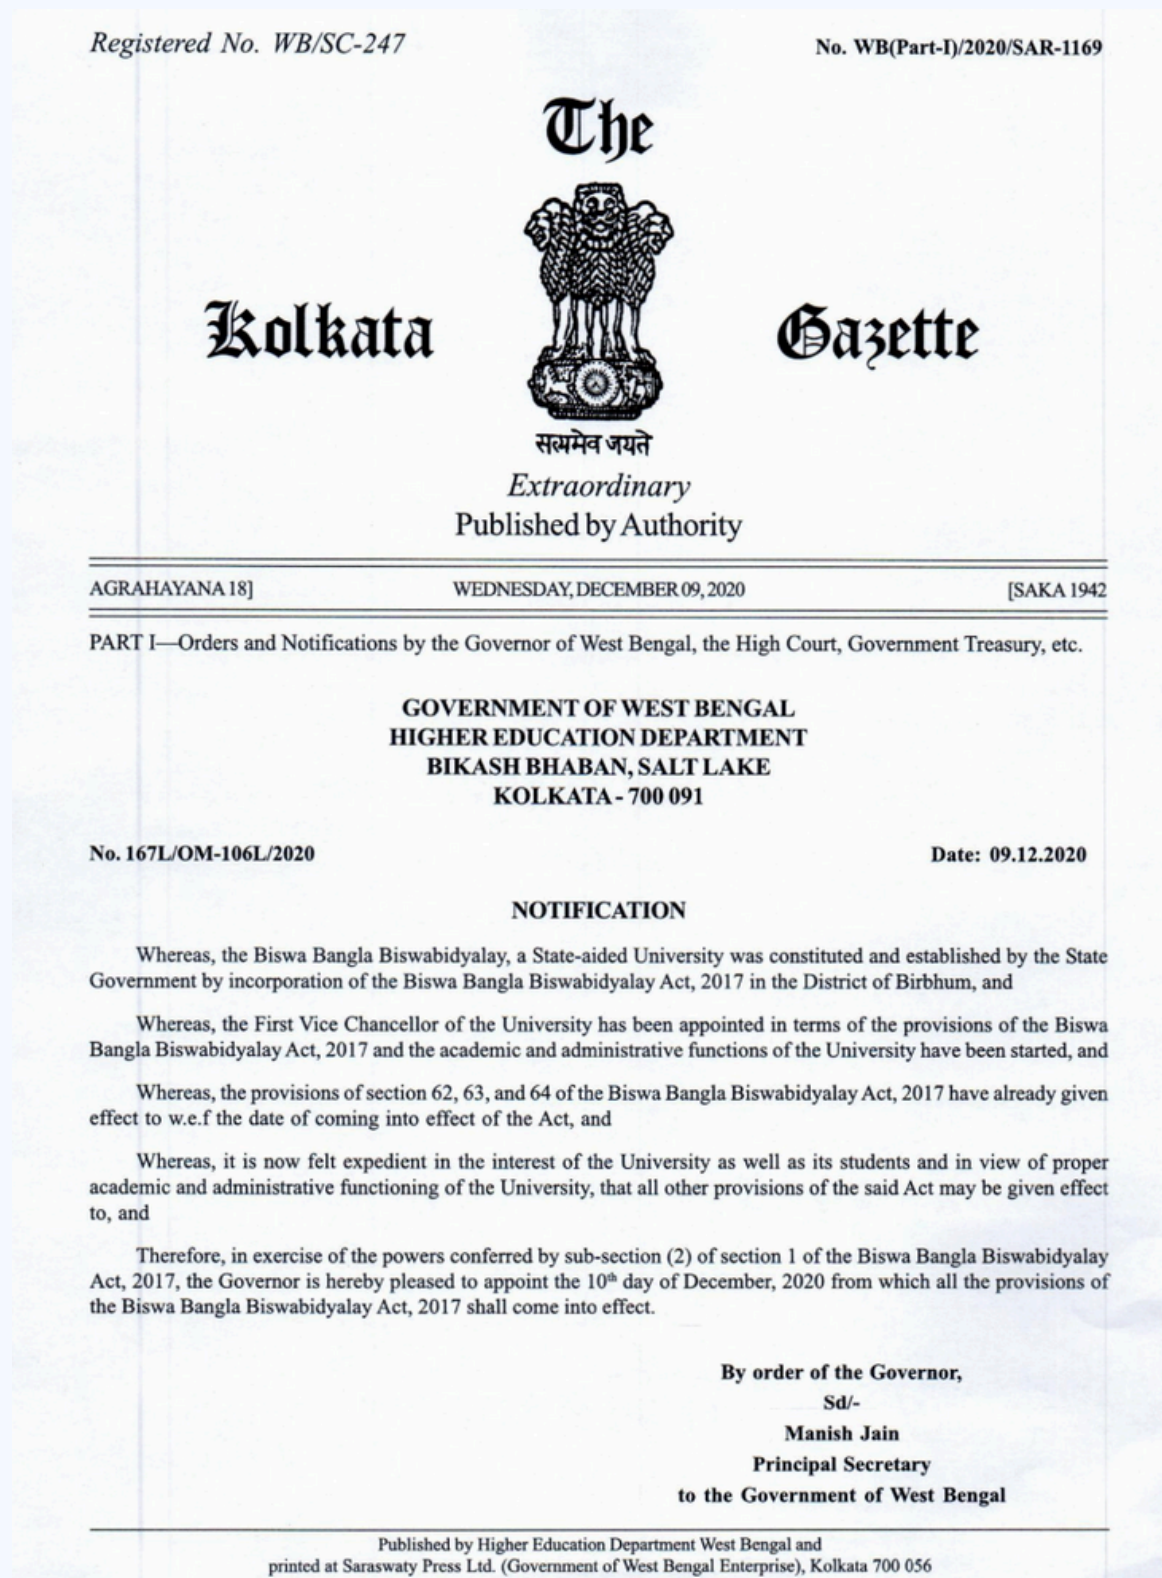 Registered No. WB/SC-247
No. WB(Part-I)/2020/SAR-1169
The
Kolkata Gazette
सत्यमेव जयते
Extraordinary
Published by Authority
AGRAHAYANA 18] WEDNESDAY, DECEMBER 09, 2020 [SAKA 1942
PART I—Orders and Notifications by the Governor of West Bengal, the High Court, Government Treasury, etc.
GOVERNMENT OF WEST BENGAL
HIGHER EDUCATION DEPARTMENT
BIKASH BHABAN, SALT LAKE
KOLKATA - 700 091
No. 167L/OM-106L/2020 Date: 09.12.2020
NOTIFICATION
Whereas, the Biswa Bangla Biswabidyalay, a State-aided University was constituted and established by the State
Government by incorporation of the Biswa Bangla Biswabidyalay Act, 2017 in the District of Birbhum, and
Whereas, the First Vice Chancellor of the University has been appointed in terms of the provisions of the Biswa
Bangla Biswabidyalay Act, 2017 and the academic and administrative functions of the University have been started, and
Whereas, the provisions of section 62, 63, and 64 of the Biswa Bangla Biswabidyalay Act, 2017 have already given
effect to w.e.f the date of coming into effect of the Act, and
Whereas, it is now felt expedient in the interest of the University as well as its students and in view of proper
academic and administrative functioning of the University, that all other provisions of the said Act may be given effect
to, and
Therefore, in exercise of the powers conferred by sub-section (2) of section 1 of the Biswa Bangla Biswabidyalay
Act, 2017, the Governor is hereby pleased to appoint the 10th day of December, 2020 from which all the provisions of
the Biswa Bangla Biswabidyalay Act, 2017 shall come into effect.
By order of the Governor,
Sd/-
Manish Jain
Principal Secretary
to the Government of West Bengal
Published by Higher Education Department West Bengal and
printed at Saraswaty Press Ltd. (Government of West Bengal Enterprise), Kolkata 700 056